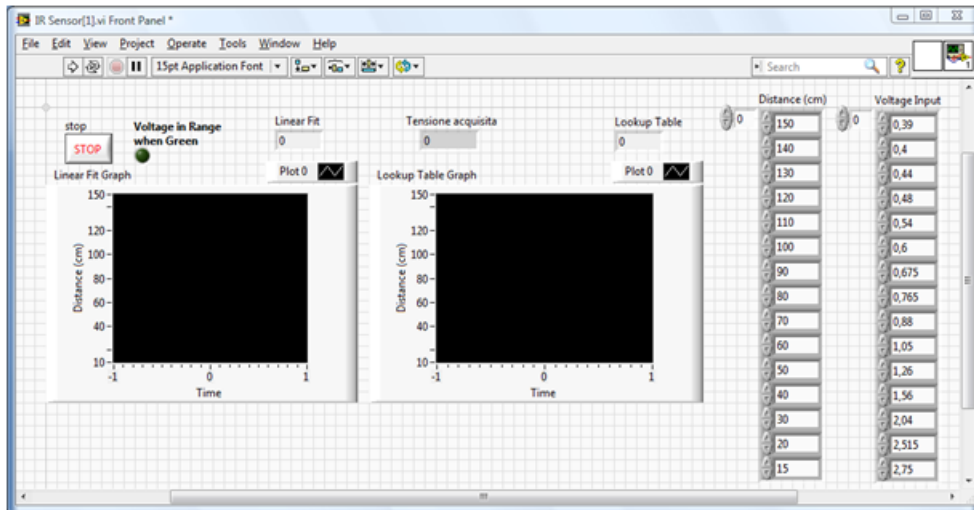 IR Sensor[1].vi Front Panel *
File Edit View Project Operate Tools Window Help
15pt Application Font
Search
1
stop
STOP
Voltage in Range
when Green
Linear Fit
0
Tensione acquisita
0
Lookup Table
0
Linear Fit Graph
Plot 0
150
120
100
80
60
40
10
Distance (cm)
-1 0 1
Time
Lookup Table Graph
Plot 0
150
120
100
80
60
40
10
Distance (cm)
-1 0 1
Time
Distance (cm)
0
150
140
130
120
110
100
90
80
70
60
50
40
30
20
15
Voltage Input
0
0,39
0,4
0,44
0,48
0,54
0,6
0,675
0,765
0,88
1,05
1,26
1,56
2,04
2,515
2,75